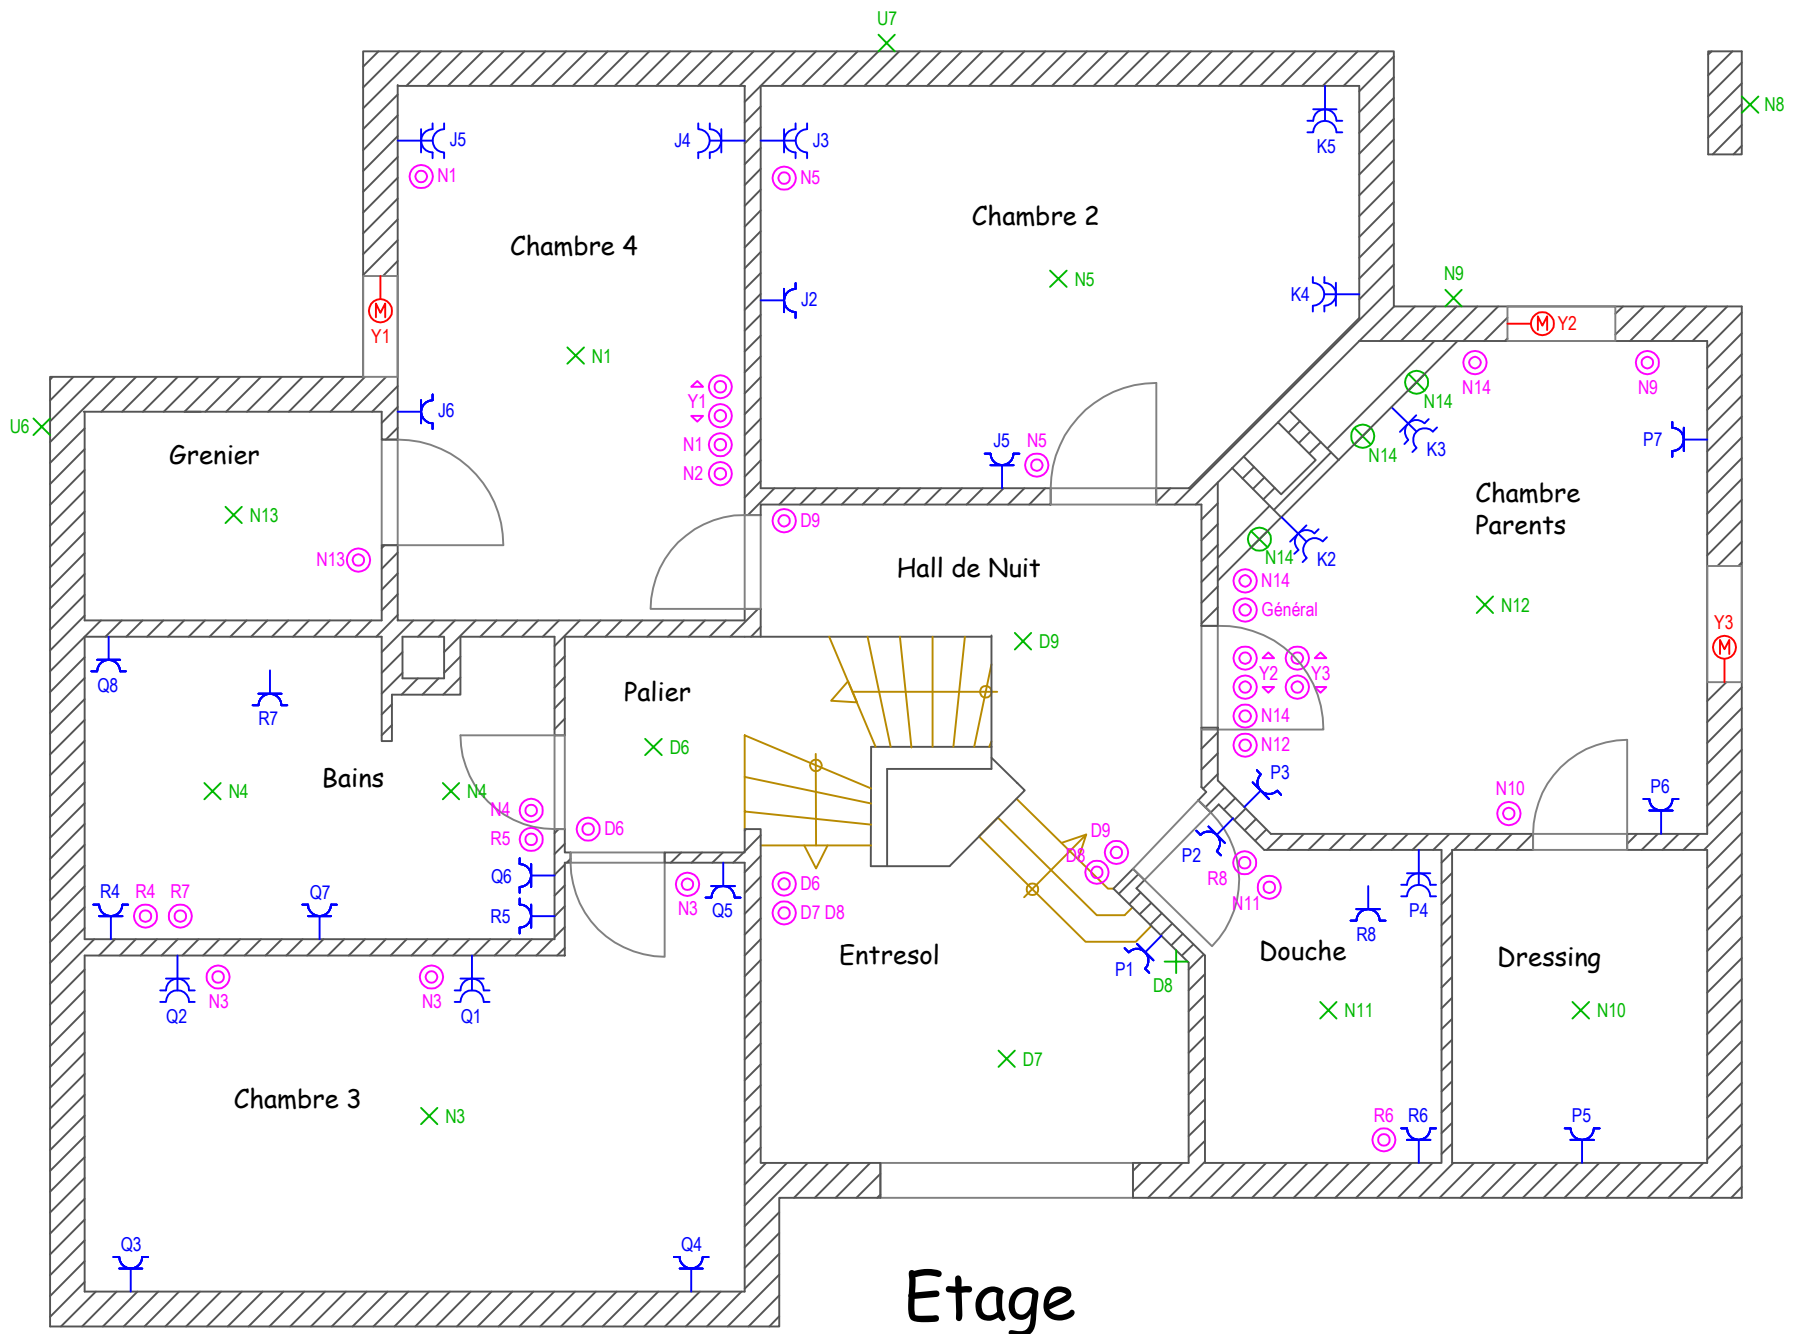 U7
N8
J5
J4
J3
K5
N1
N5
Chambre 2
Chambre 4
N5
N9
K4
J2
Y2
Y1
N1
N14
N9
Y1
N14
J6
U6
N1
J5
N5
K3
P7
N14
Grenier
N2
Chambre
Parents
N13
D9
N13
Hall de Nuit
N14
K2
N14
Général
N12
Y3
D9
Q8
R7
Palier
Y2
Y3
N14
D6
N12
Bains
P3
N4
N4
N4
N10
P6
R5
D6
D9
D8
P2
Q6
R8
R4
R4
R7
Q7
R5
N3
Q5
D6
D7 D8
N11
P4
R8
Entresol
P1
Douche
Dressing
D8
Q2
N3
N3
Q1
N11
N10
D7
Chambre 3
N3
R6
R6
P5
Q3
Q4
Etage